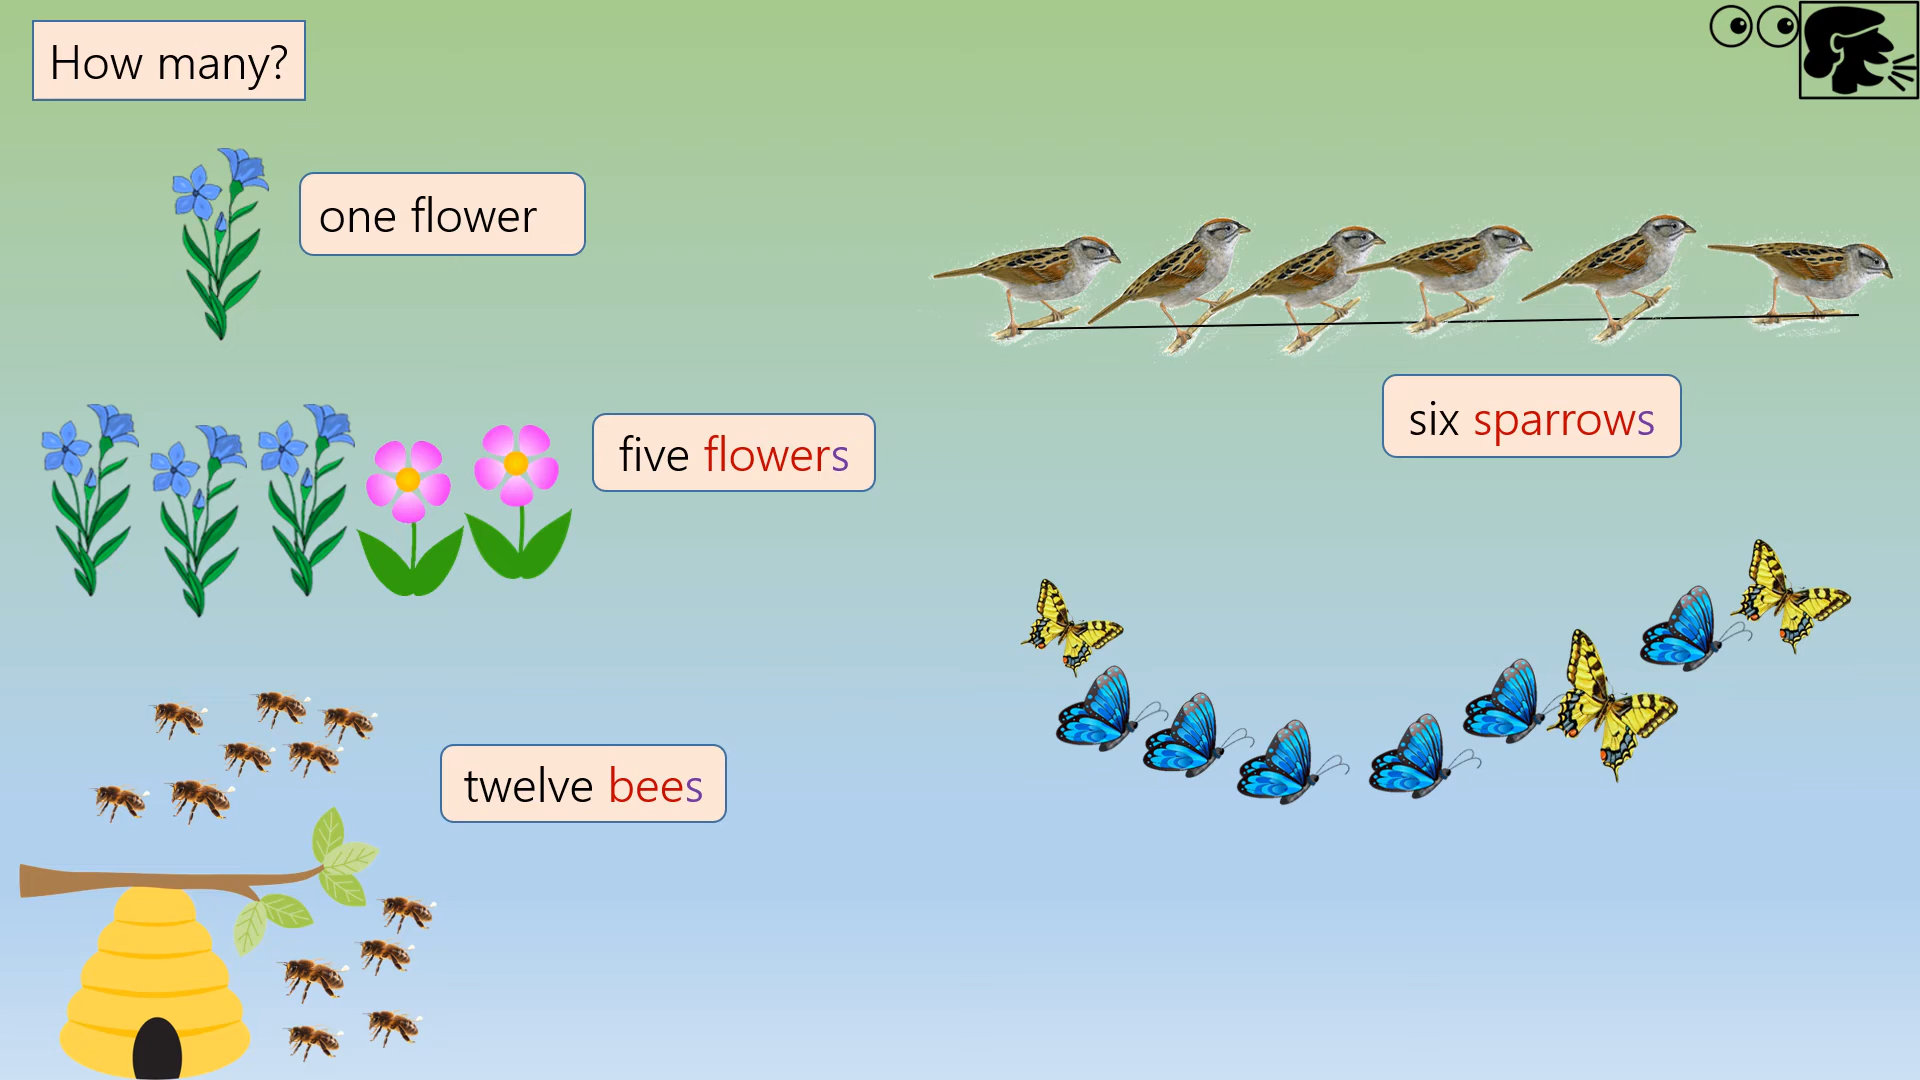 How many?
one flower
five flowers
six sparrows
twelve bees